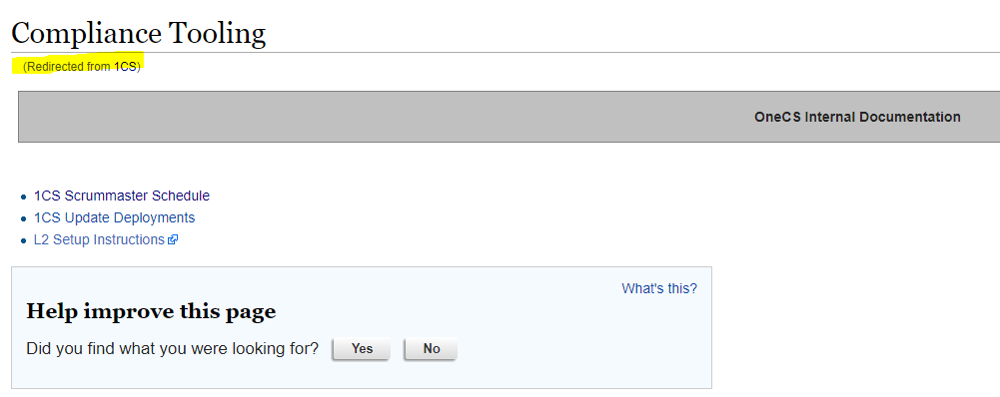 Compliance Tooling
(Redirected from 1CS)
OneCS Internal Documentation
1CS Scrummaster Schedule
1CS Update Deployments
L2 Setup Instructions
What's this?
Help improve this page
Did you find what you were looking for? Yes No